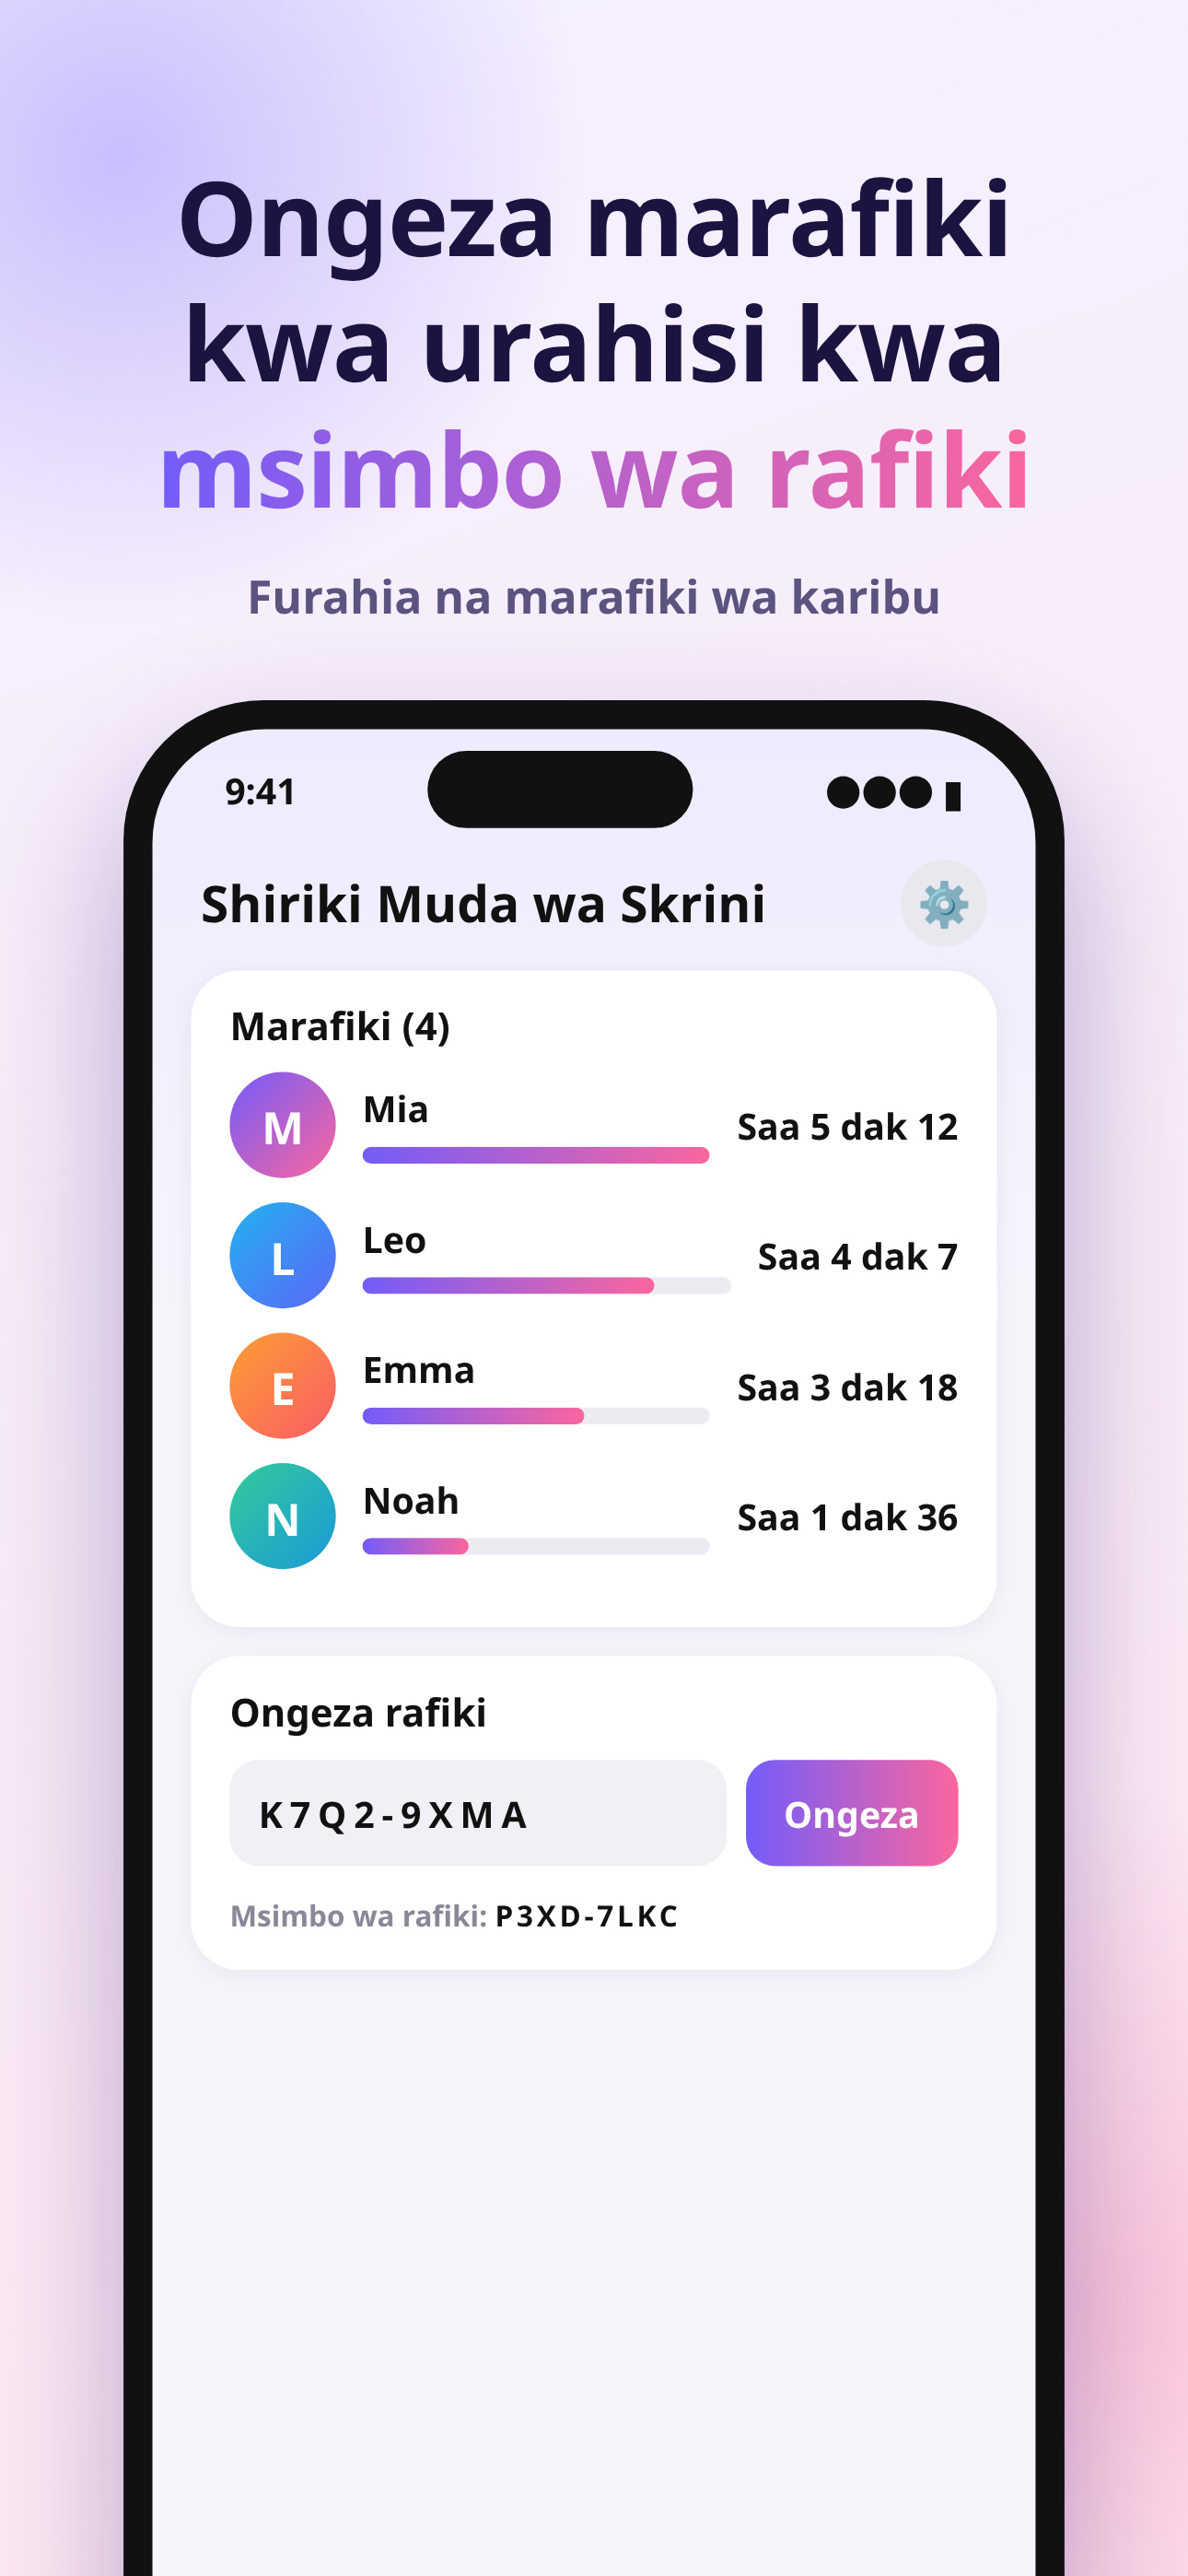 Ongeza marafiki
kwa urahisi kwa
msimbo wa rafiki
Furahia na marafiki wa karibu
9:41
Shiriki Muda wa Skrini
Marafiki (4)
M
Mia
Saa 5 dak 12
L
Leo
Saa 4 dak 7
E
Emma
Saa 3 dak 18
N
Noah
Saa 1 dak 36
Ongeza rafiki
K7Q2-9XMA
Ongeza
Msimbo wa rafiki: P3XD-7LKC